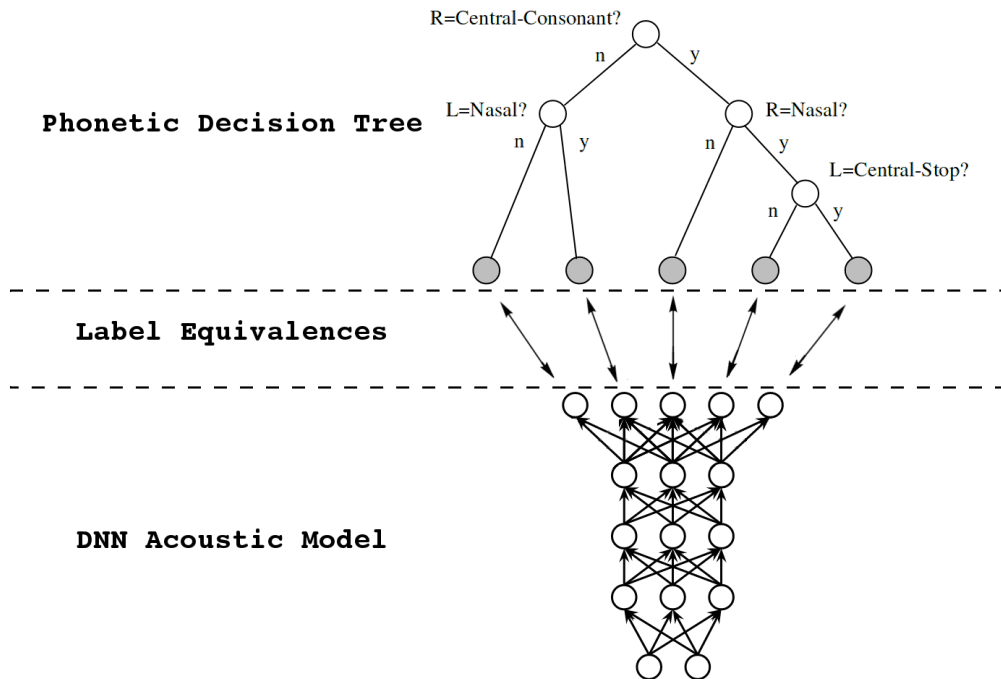 R=Central-Consonant?
n
y
L=Nasal?
R=Nasal?
Phonetic Decision Tree
n
y
n
y
L=Central-Stop?
n
y
Label Equivalences
DNN Acoustic Model